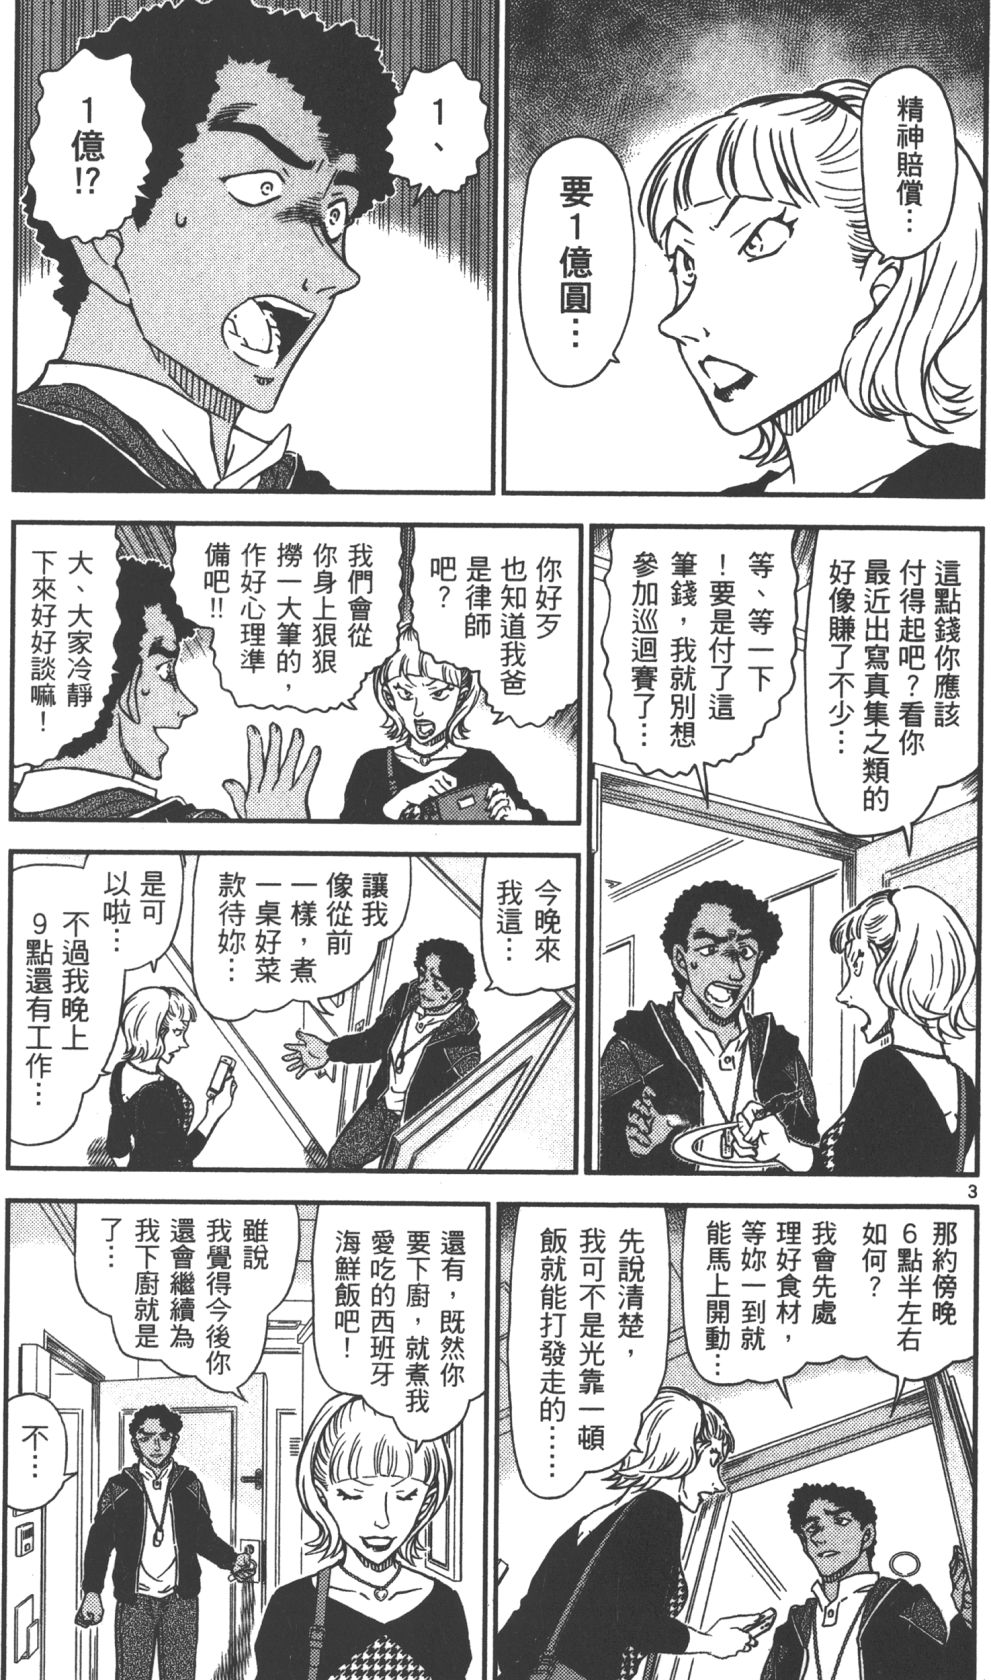 精神賠償…
要1億圓…
1、
1億!?
這點錢你應該
付得起吧？看你
最近出寫真集之類的
好像賺了不少…
等、等一下
！要是付了這
筆錢，我就別想
參加巡迴賽了…
你好歹
也知道我爸
是律師
吧？
我們會從
你身上狠狠
撈一大筆的，
作好心理準
備吧!!
大、大家冷靜
下來好好談嘛！
今晚來
我這…
讓我
像從前
一樣，煮
一桌好菜
款待妳…
是可
以啦…
不過我晚上
9點還有工作…
3
那約傍晚
6點半左右
如何？
我會先處
理好食材，
等妳一到就
能馬上開動…
先說清楚，
我可不是光靠一頓
飯就能打發走的……
還有，既然你
要下廚，就煮我
愛吃的西班牙
海鮮飯吧！
雖說
我覺得今後你
還會繼續為
我下廚就是
了…
不…